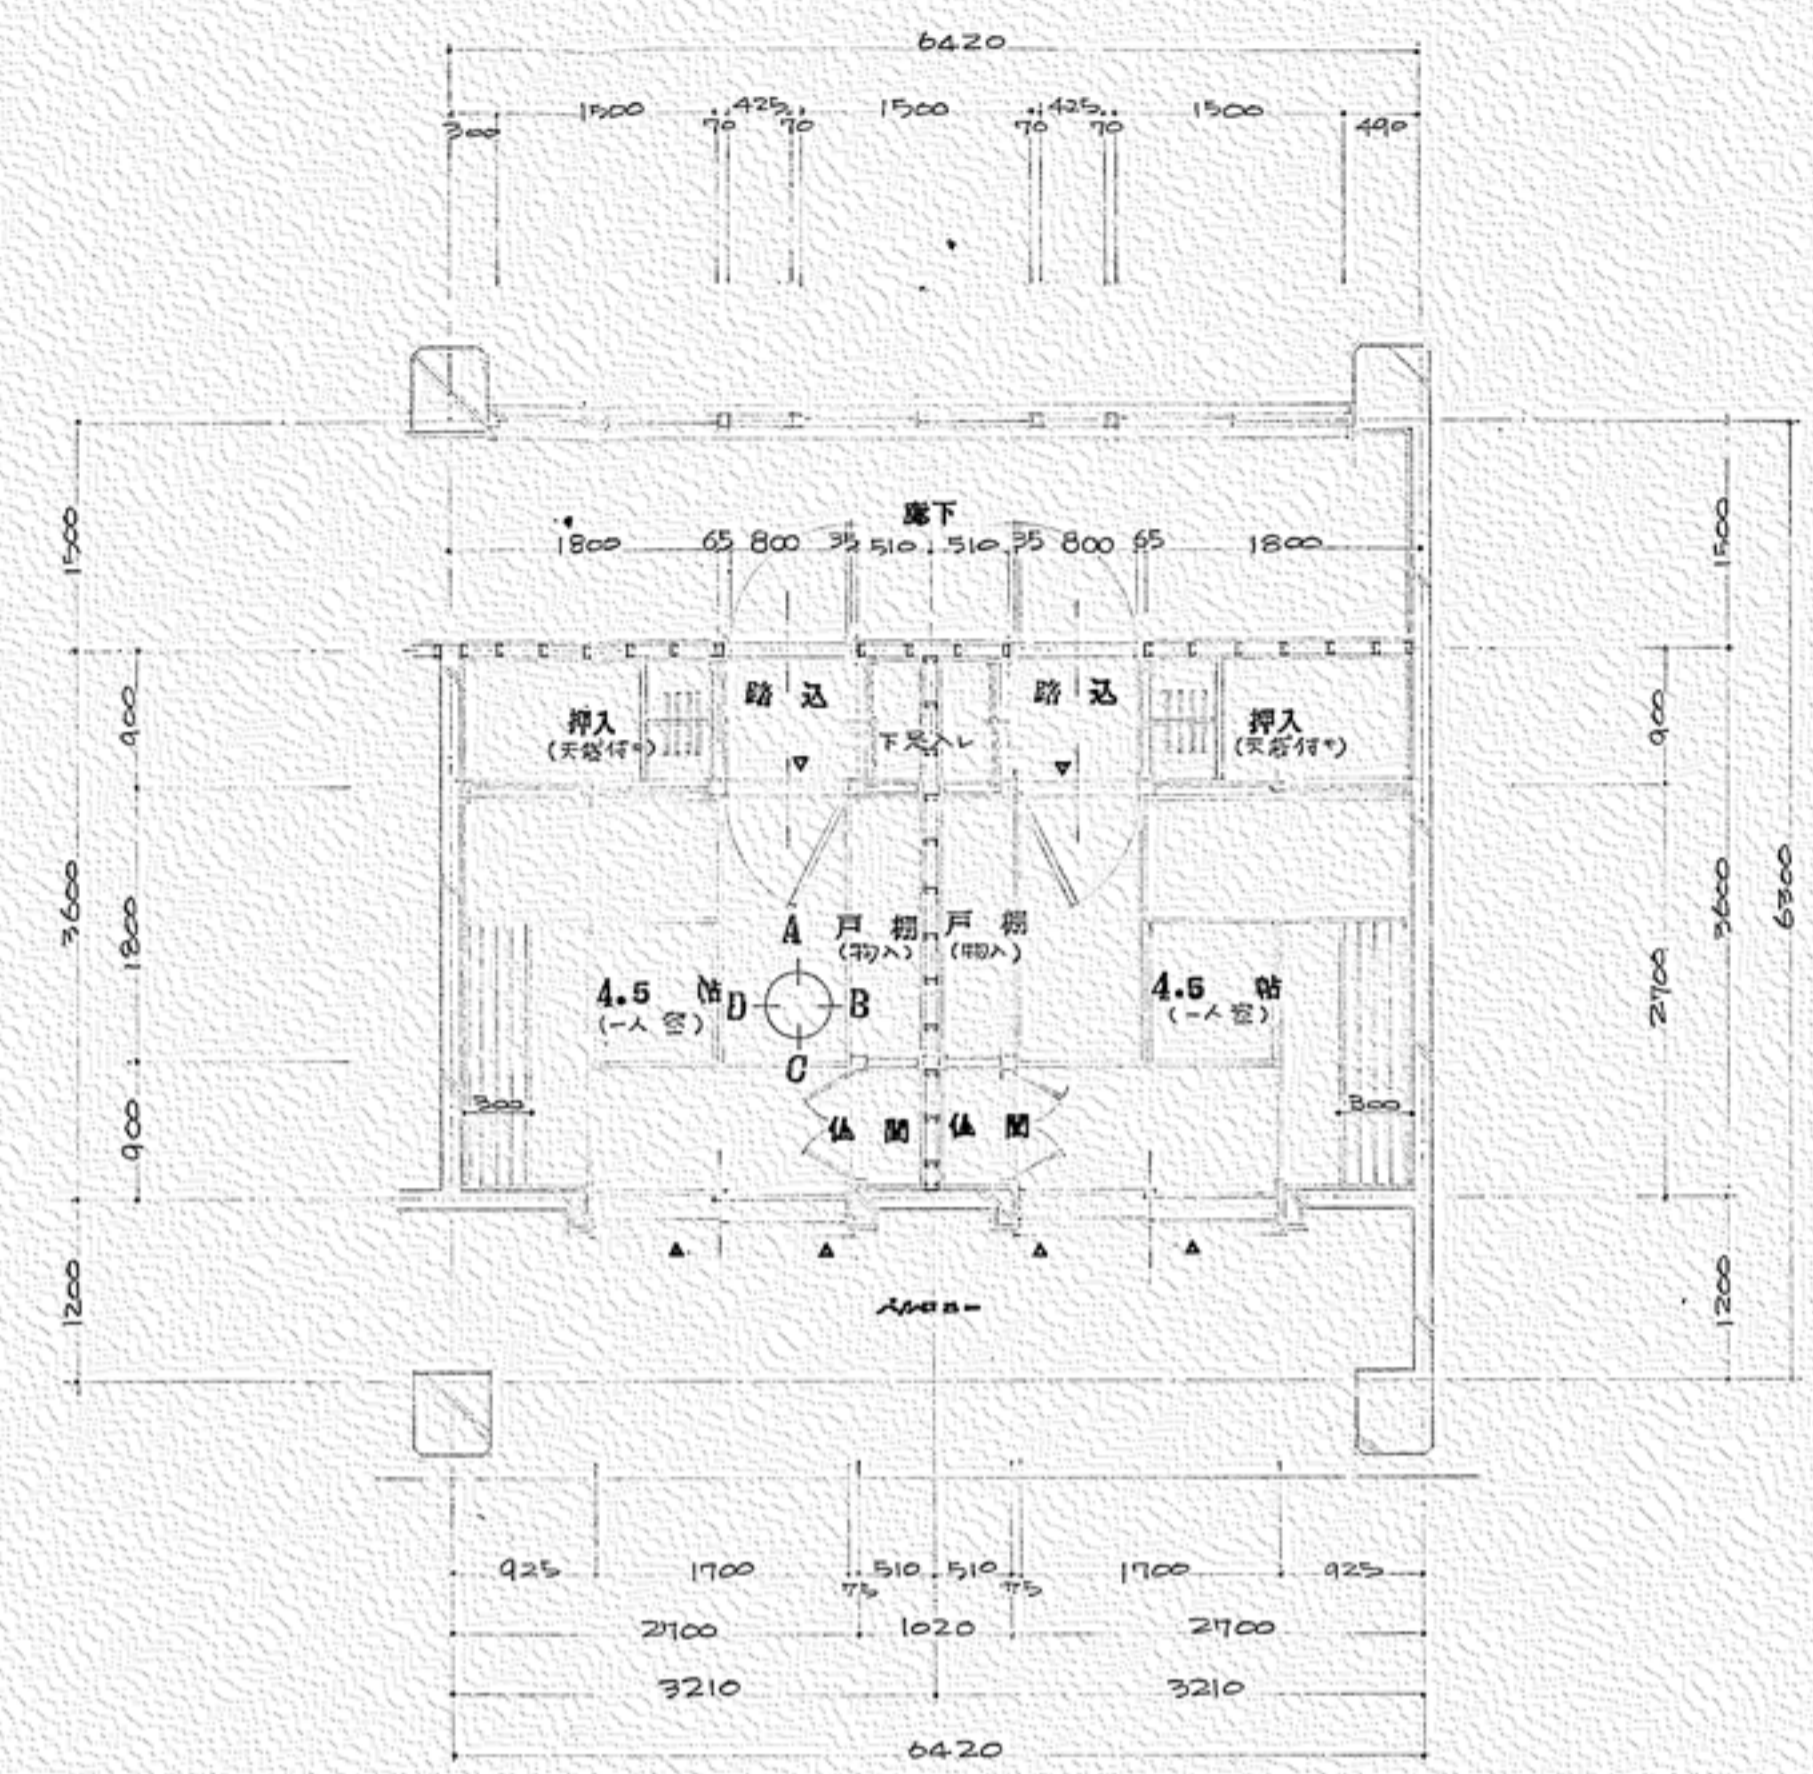 6420
1500 425 1500 425 1500
300 70 70 70 70 490
廊下
1800 65 800 35 510 510 35 800 65 1800
1500 1500
踏込 踏込
押入 押入
(天袋付キ) (天袋付キ)
下足入レ
900 900
A 戸棚 戸棚
(物入) (物入)
3600 1800 3600 6300
4.5 帖 D B 4.5 帖
(一人室) (一人室)
2700
C
300 300
900
仏間 仏間
1200 1200
バルコニー
925 1700 510 510 1700 925
75 75
2700 1020 2700
3210 3210
6420